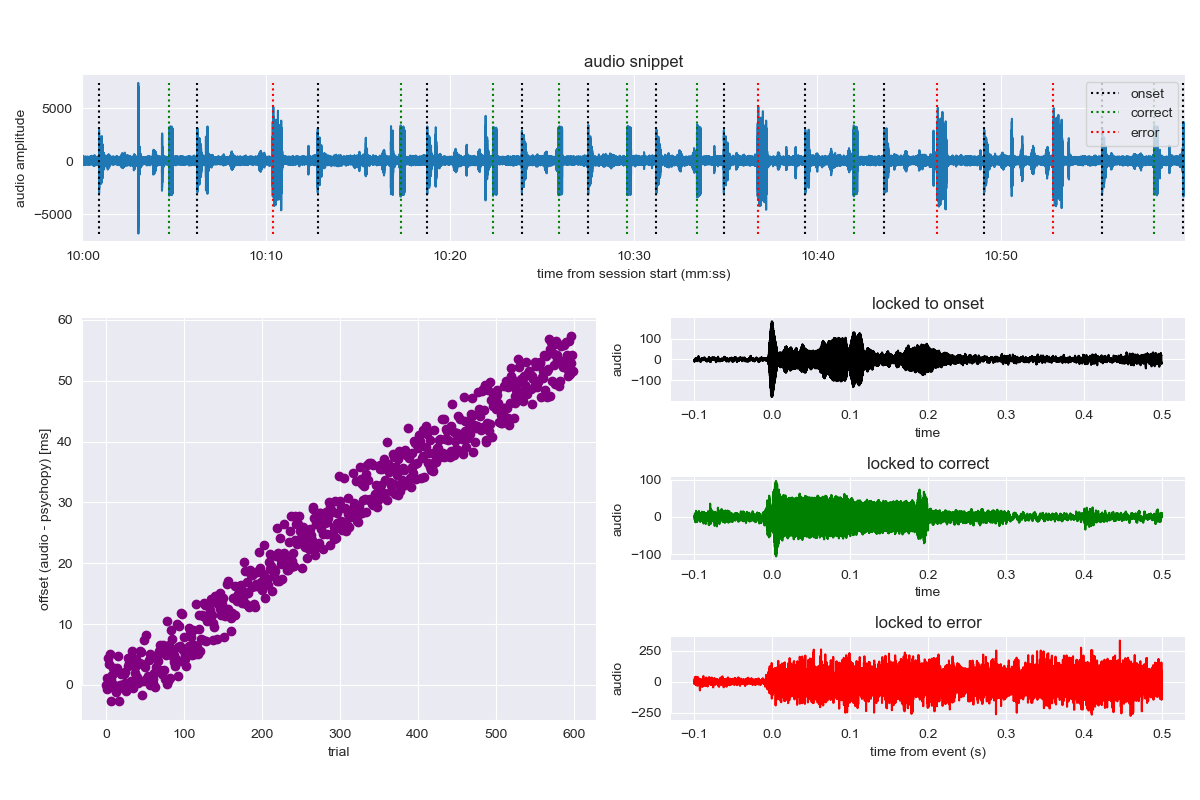 audio snippet
audio amplitude
5000
0
−5000
onset
correct
error
10:00 10:10 10:20 10:30 10:40 10:50
time from session start (mm:ss)
offset (audio - psychopy) [ms]
60
50
40
30
20
10
0
0 100 200 300 400 500 600
trial
locked to onset
audio
100
0
−100
−0.1 0.0 0.1 0.2 0.3 0.4 0.5
time
locked to correct
audio
100
0
−100
−0.1 0.0 0.1 0.2 0.3 0.4 0.5
time
locked to error
audio
250
0
−250
−0.1 0.0 0.1 0.2 0.3 0.4 0.5
time from event (s)